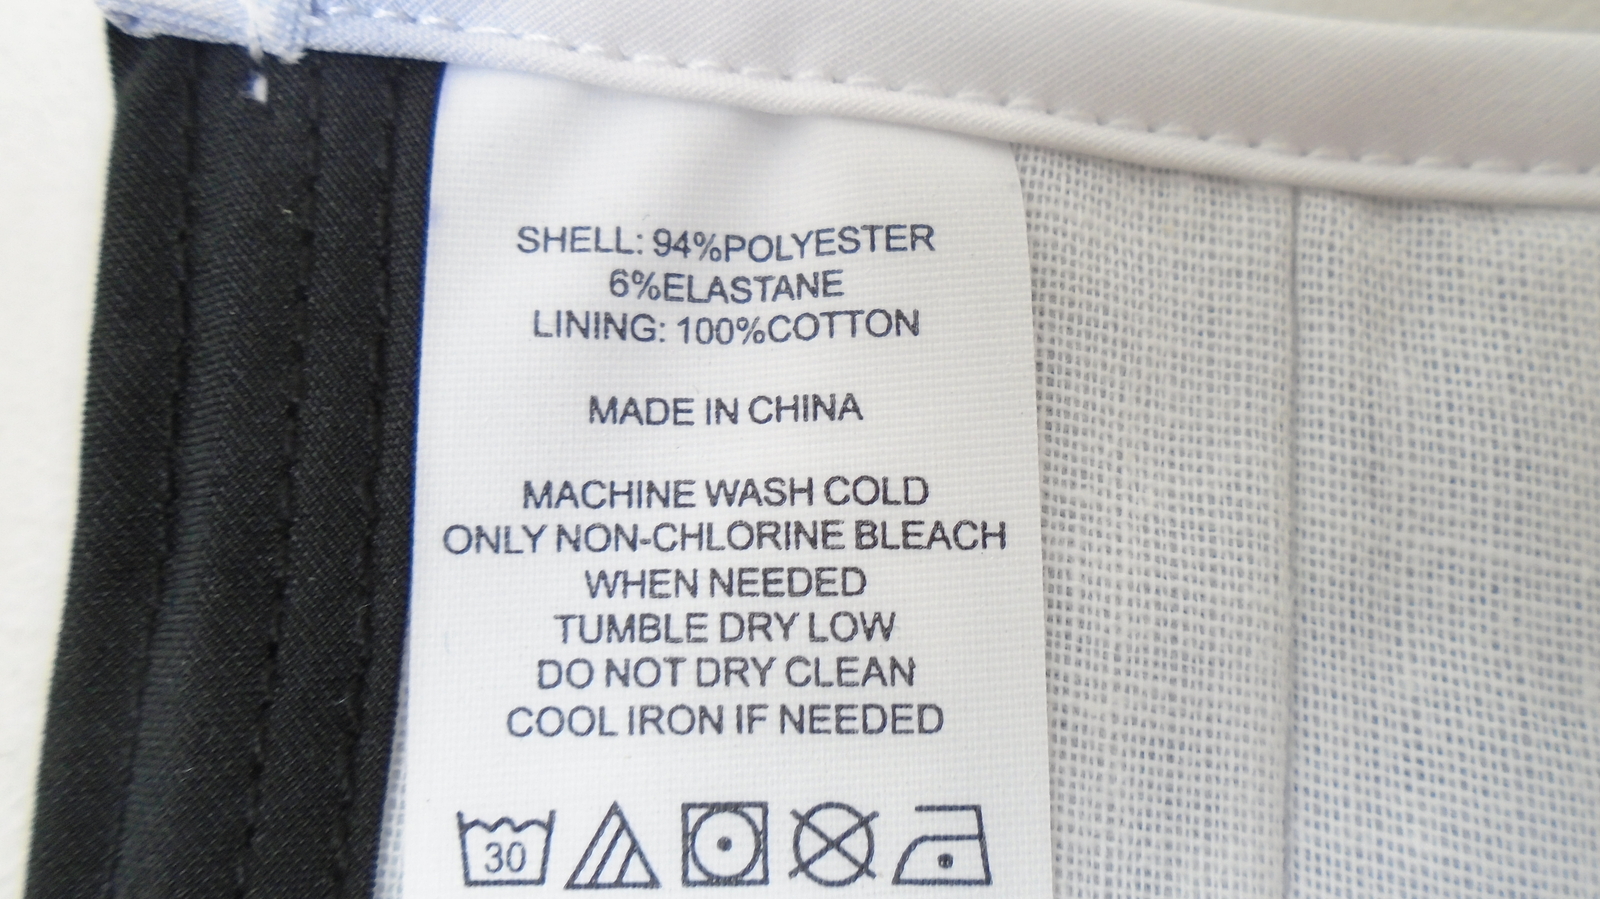 SHELL: 94%POLYESTER
6%ELASTANE
LINING: 100%COTTON
MADE IN CHINA
MACHINE WASH COLD
ONLY NON-CHLORINE BLEACH
WHEN NEEDED
TUMBLE DRY LOW
DO NOT DRY CLEAN
COOL IRON IF NEEDED
30